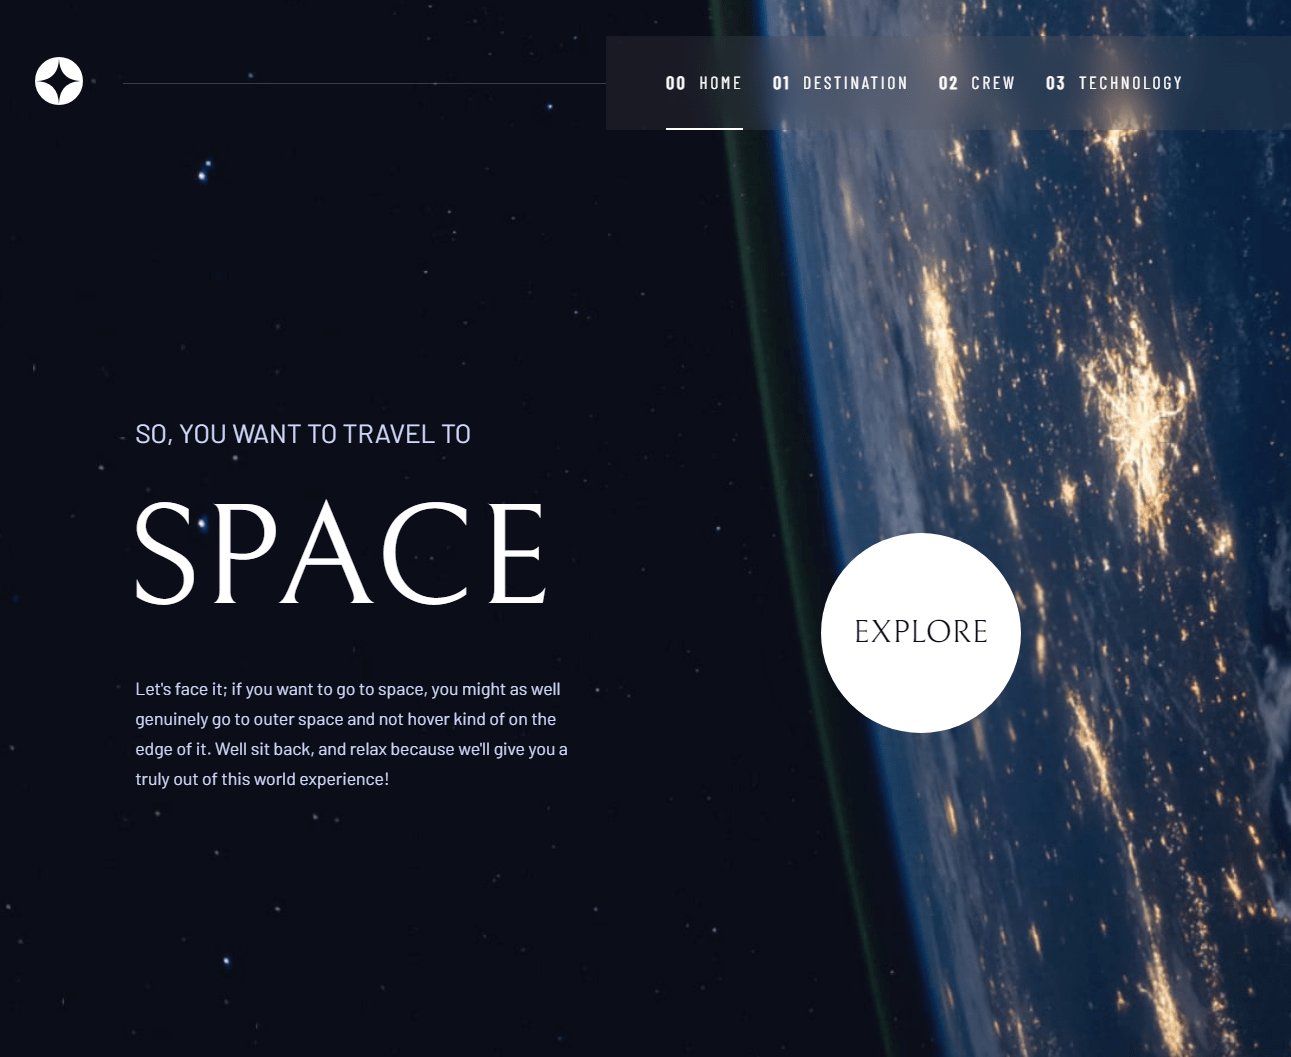 00 HOME 01 DESTINATION 02 CREW 03 TECHNOLOGY
SO, YOU WANT TO TRAVEL TO
SPACE
EXPLORE
Let's face it; if you want to go to space, you might as well
genuinely go to outer space and not hover kind of on the
edge of it. Well sit back, and relax because we'll give you a
truly out of this world experience!